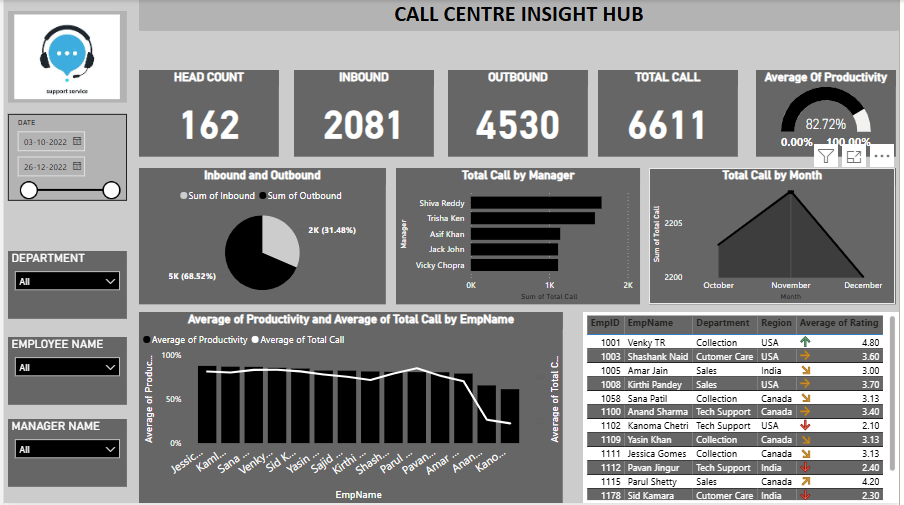 CALL CENTRE INSIGHT HUB
support service
DATE
03-10-2022
26-12-2022
DEPARTMENT
All
EMPLOYEE NAME
All
MANAGER NAME
All
HEAD COUNT
162
INBOUND
2081
OUTBOUND
4530
TOTAL CALL
6611
Average Of Productivity
82.72%
0.00% 100.00%
Inbound and Outbound
Sum of Inbound Sum of Outbound
2K (31.48%)
5K (68.52%)
Total Call by Manager
Manager
Shiva Reddy
Trisha Ken
Asif Khan
Jack John
Vicky Chopra
0K 1K 2K
Sum of Total Call
Total Call by Month
Sum of Total Call
2205
2200
October November December
Month
Average of Productivity and Average of Total Call by EmpName
Average of Productivity Average of Total Call
Average of Produc...
100%
50%
0%
Average of Total C...
Jessic... Kaml... Sana ... Venky... Sid K... Yasin ... Sajid ... Kirthi ... Shash... Parul ... Pavan... Amar ... Anan... Kano...
EmpName
EmpID EmpName Department Region Average of Rating
1001 Venky TR Collection USA 4.80
1003 Shashank Naid Cutomer Care USA 3.60
1005 Amar Jain Sales India 3.00
1008 Kirthi Pandey Sales USA 3.70
1058 Sana Patil Collection Canada 3.13
1100 Anand Sharma Tech Support Canada 3.40
1102 Kanoma Chetri Tech Support USA 2.10
1109 Yasin Khan Collection Canada 3.13
1111 Jessica Gomes Collection Canada 3.13
1112 Pavan Jingur Tech Support India 2.40
1115 Parul Shetty Sales Canada 4.20
1178 Sid Kamara Cutomer Care India 2.30